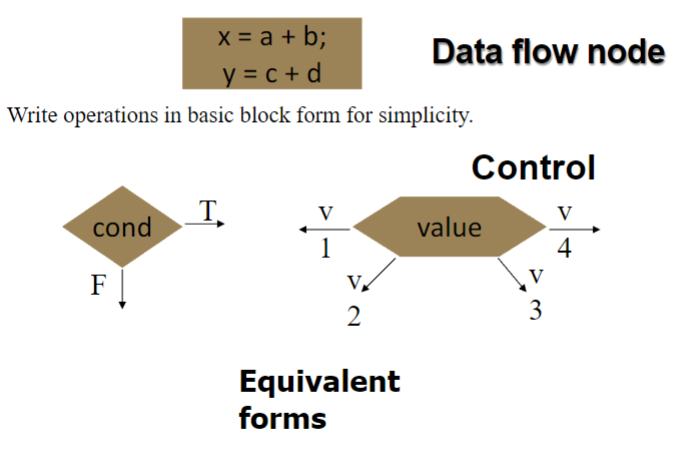 x = a + b;
y = c + d
Data flow node
Write operations in basic block form for simplicity.
Control
cond
T
F
v
1
v
2
value
v
4
v
3
Equivalent
forms